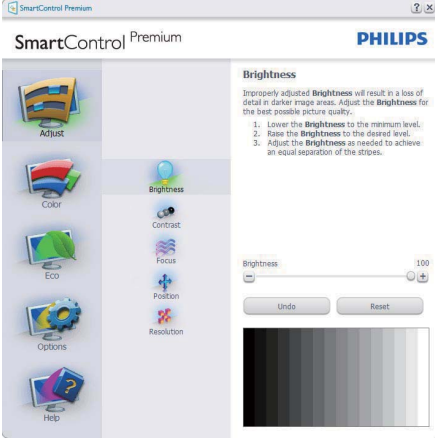 SmartControl Premium
? ×
SmartControl Premium
PHILIPS
Adjust
Color
Eco
Options
Help
Brightness
Contrast
Focus
Position
Resolution
Brightness
Improperly adjusted Brightness will result in a loss of
detail in darker image areas. Adjust the Brightness for
the best possible picture quality.
1. Lower the Brightness to the minimum level.
2. Raise the Brightness to the desired level.
3. Adjust the Brightness as needed to achieve
an equal separation of the stripes.
Brightness 100
Undo Reset